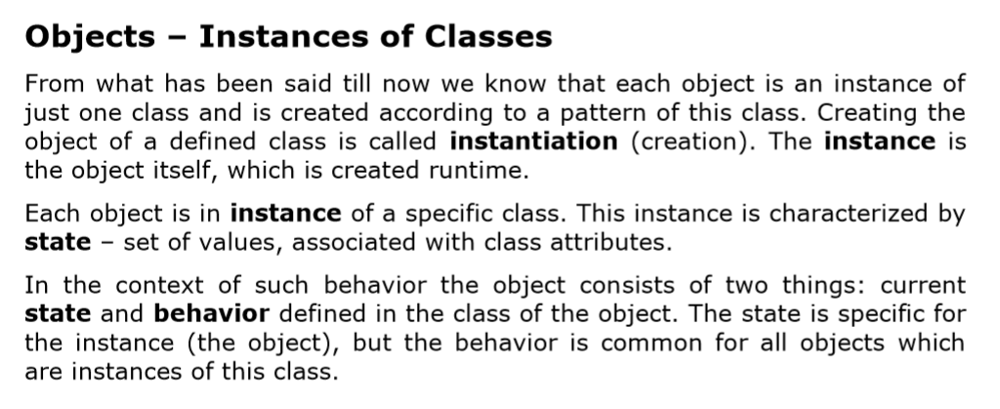 Objects – Instances of Classes
From what has been said till now we know that each object is an instance of
just one class and is created according to a pattern of this class. Creating the
object of a defined class is called instantiation (creation). The instance is
the object itself, which is created runtime.
Each object is in instance of a specific class. This instance is characterized by
state – set of values, associated with class attributes.
In the context of such behavior the object consists of two things: current
state and behavior defined in the class of the object. The state is specific for
the instance (the object), but the behavior is common for all objects which
are instances of this class.